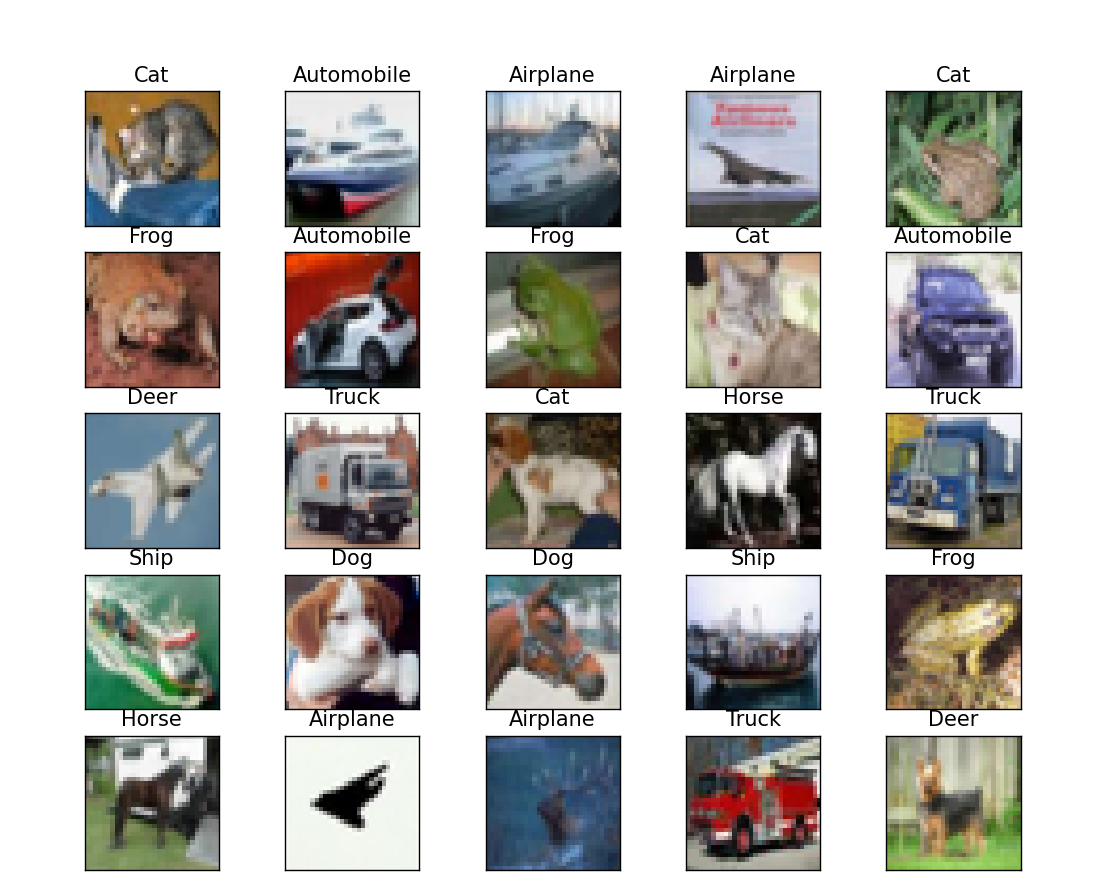 Cat
Automobile
Airplane
Airplane
Cat
Frog
Automobile
Frog
Cat
Automobile
Deer
Truck
Cat
Horse
Truck
Ship
Dog
Dog
Ship
Frog
Horse
Airplane
Airplane
Truck
Deer